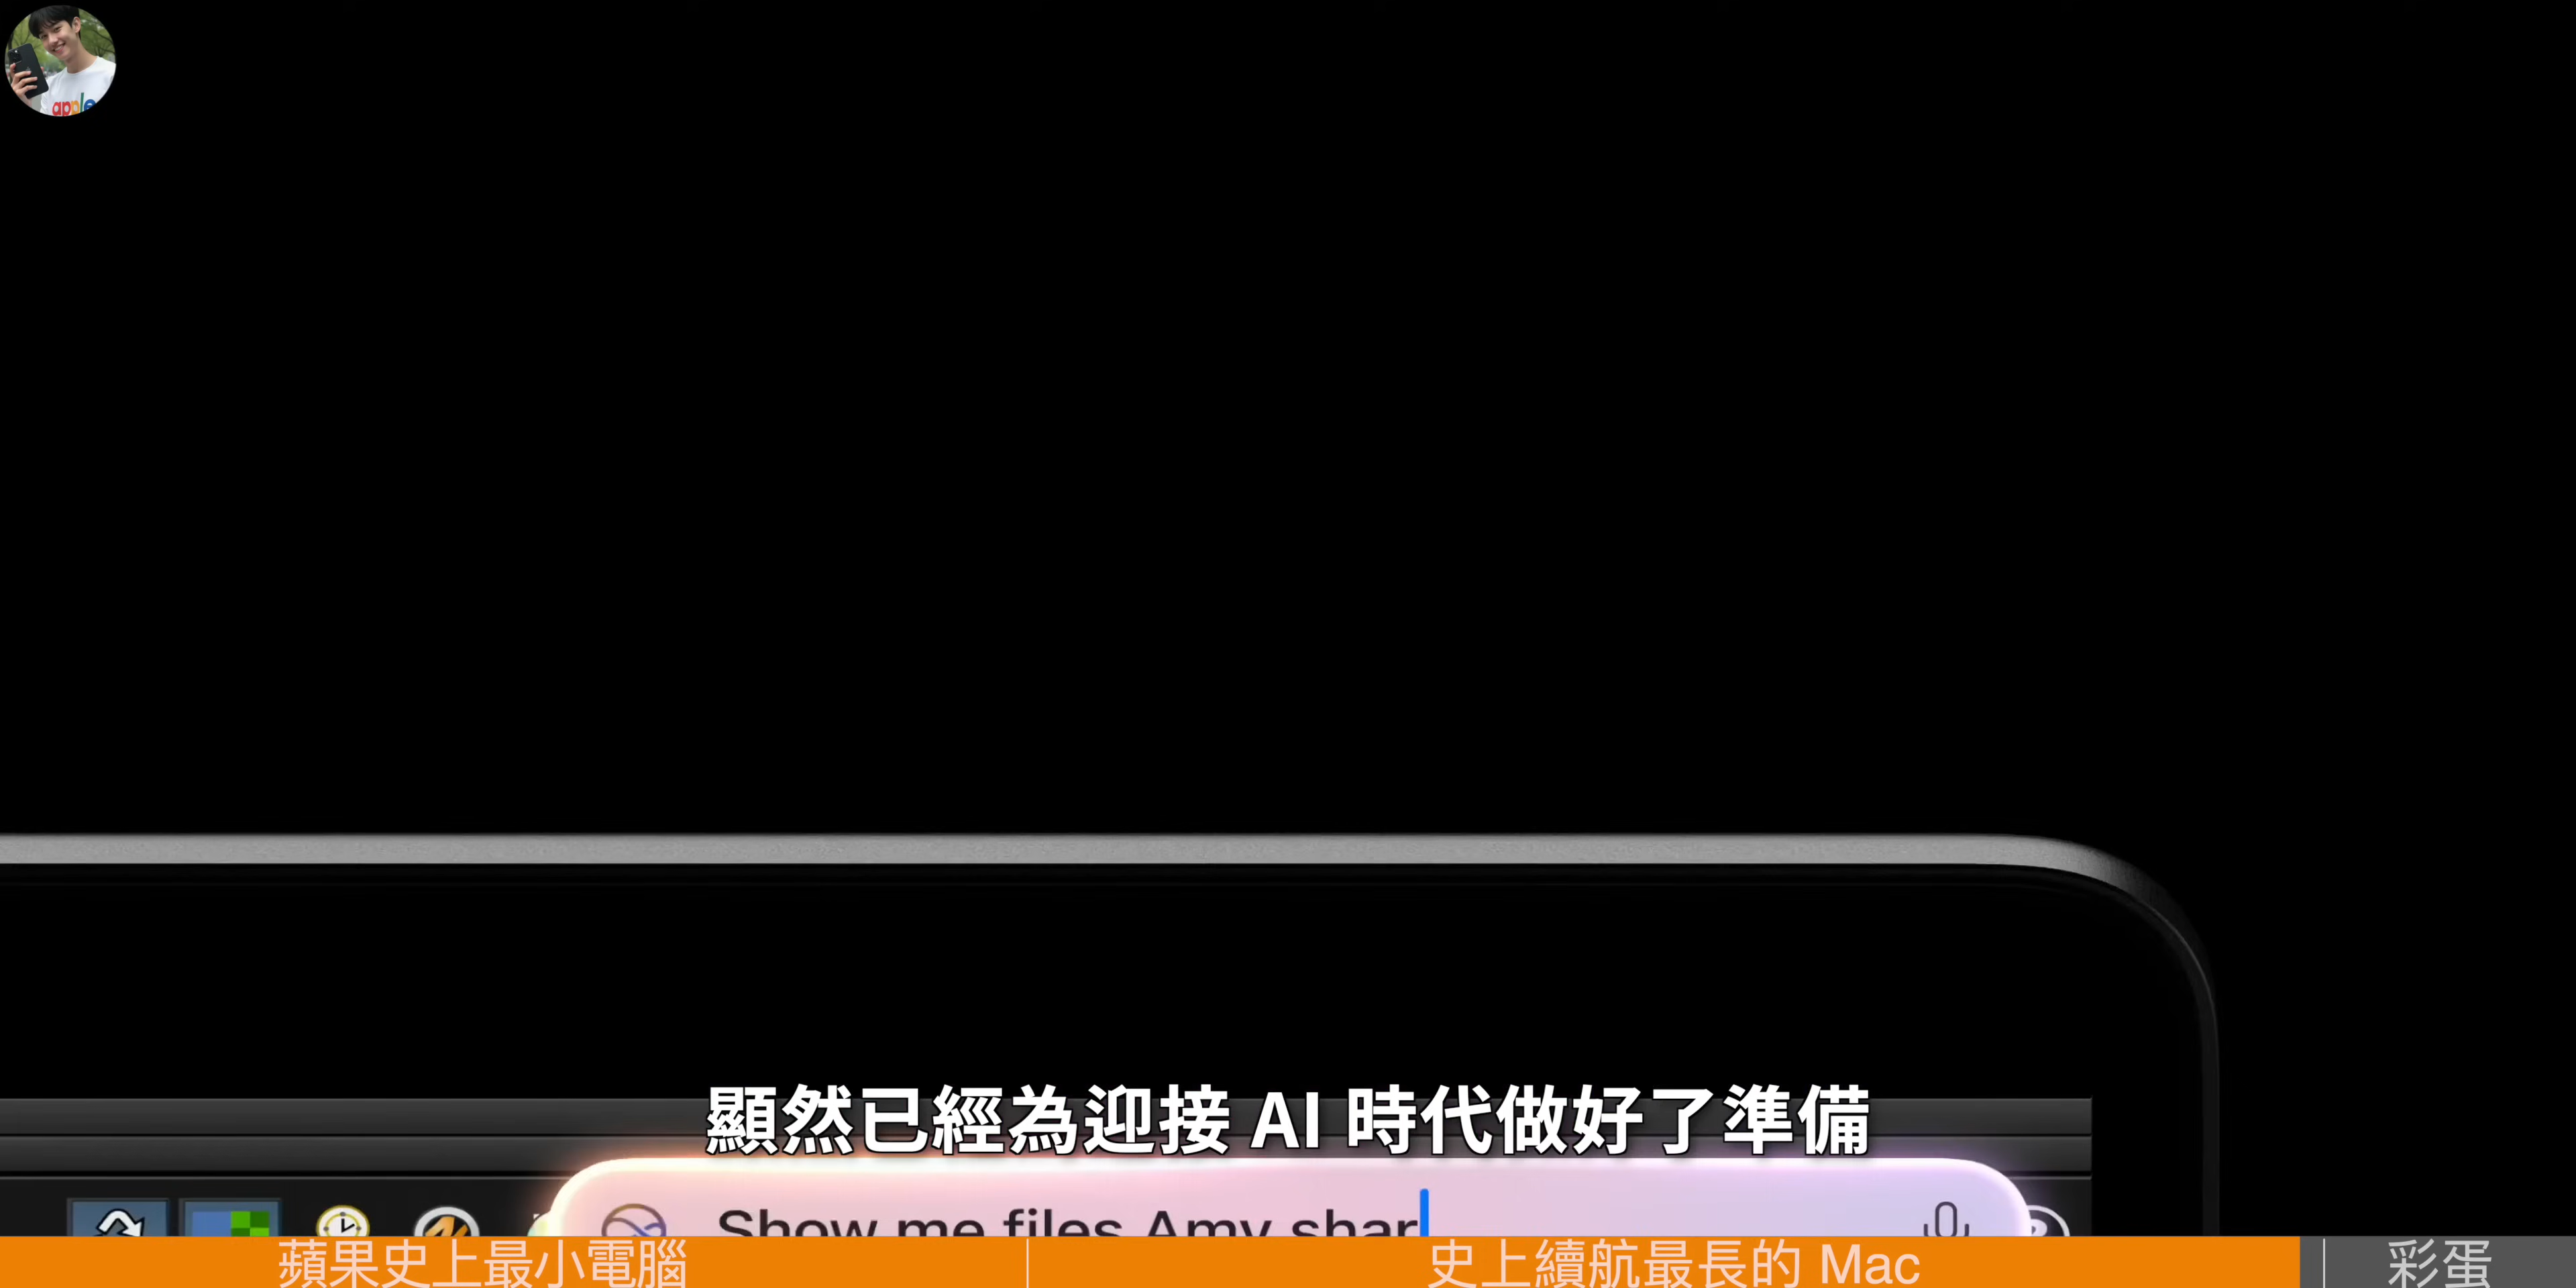 apple
顯然已經為迎接 AI 時代做好了準備
Show me files Amy shar
蘋果史上最小電腦
史上續航最長的 Mac
彩蛋